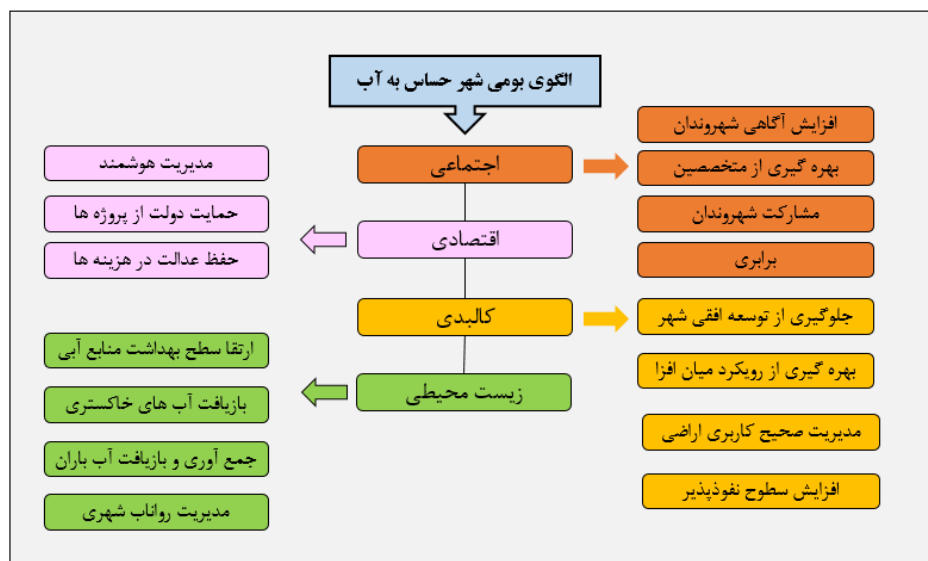 الگوی بومی شهر حساس به آب
اجتماعی
افزایش آگاهی شهروندان
بهره گیری از متخصصین
مشارکت شهروندان
برابری
اقتصادی
مدیریت هوشمند
حمایت دولت از پروژه ها
حفظ عدالت در هزینه ها
کالبدی
جلوگیری از توسعه افقی شهر
بهره گیری از رویکرد میان افزا
مدیریت صحیح کاربری اراضی
افزایش سطوح نفوذپذیر
زیست محیطی
ارتقا سطح بهداشت منابع آبی
بازیافت آب های خاکستری
جمع آوری و بازیافت آب باران
مدیریت رواناب شهری